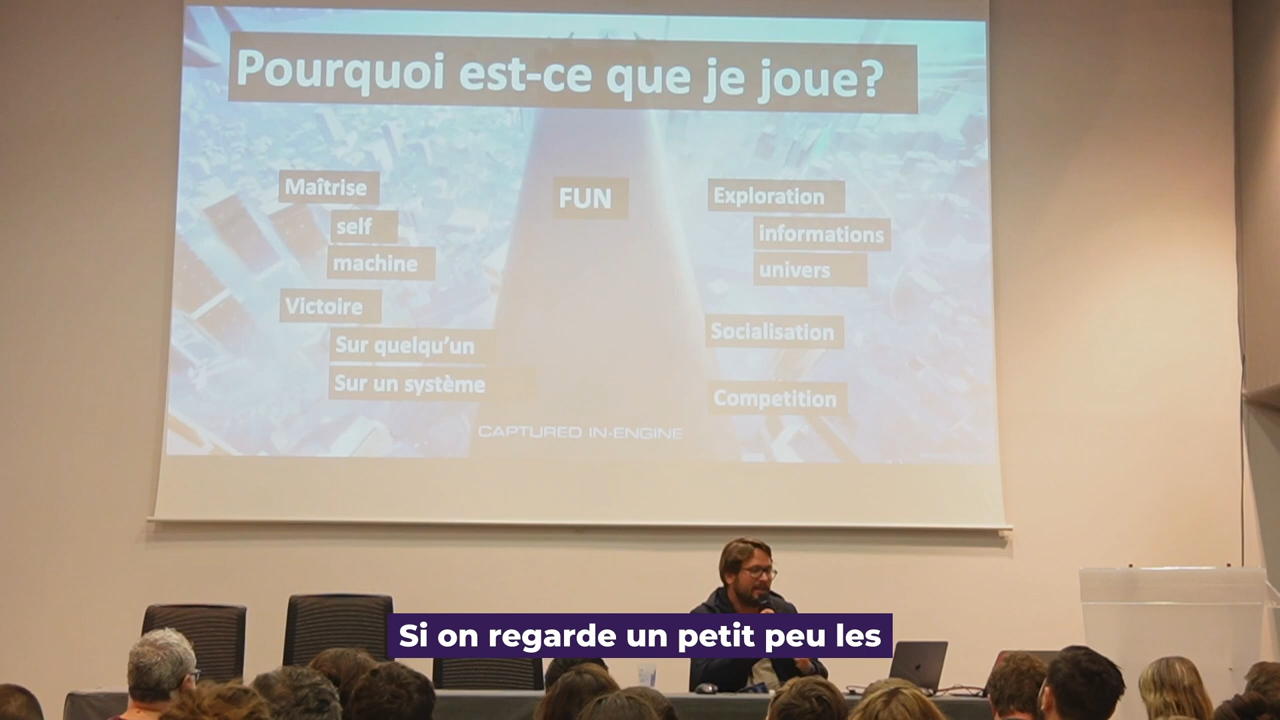 Pourquoi est-ce que je joue?
Maîtrise
self
machine
Victoire
Sur quelqu’un
Sur un système
FUN
Exploration
informations
univers
Socialisation
Competition
CAPTURED IN-ENGINE
Si on regarde un petit peu les